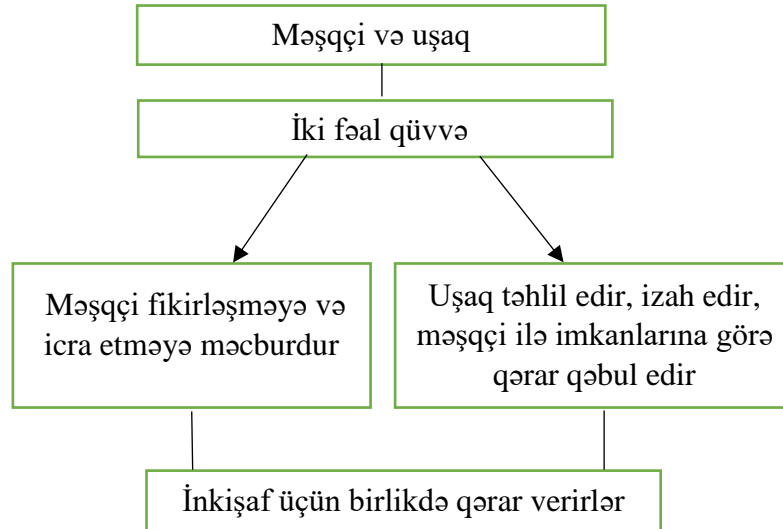 Məşqçi və uşaq
İki fəal qüvvə
Məşqçi fikirləşməyə və
icra etməyə məcburdur
Uşaq təhlil edir, izah edir,
məşqçi ilə imkanlarına görə
qərar qəbul edir
İnkişaf üçün birlikdə qərar verirlər